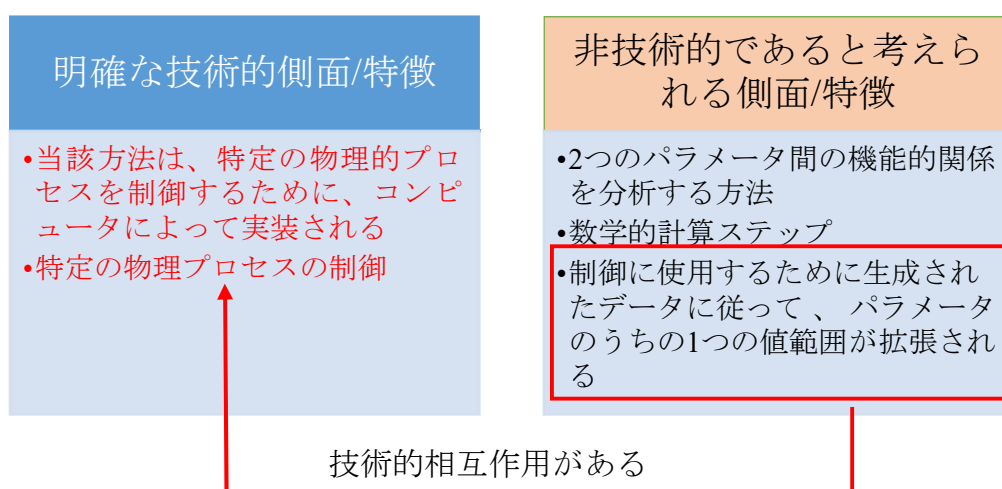 明確な技術的側面/特徴
•当該方法は、特定の物理的プロ
セスを制御するために、コンピ
ュータによって実装される
•特定の物理プロセスの制御
非技術的であると考えら
れる側面/特徴
•2つのパラメータ間の機能的関係
を分析する方法
•数学的計算ステップ
•制御に使用するために生成され
たデータに従って 、 パラメータ
のうちの1つの値範囲が拡張され
る
技術的相互作用がある